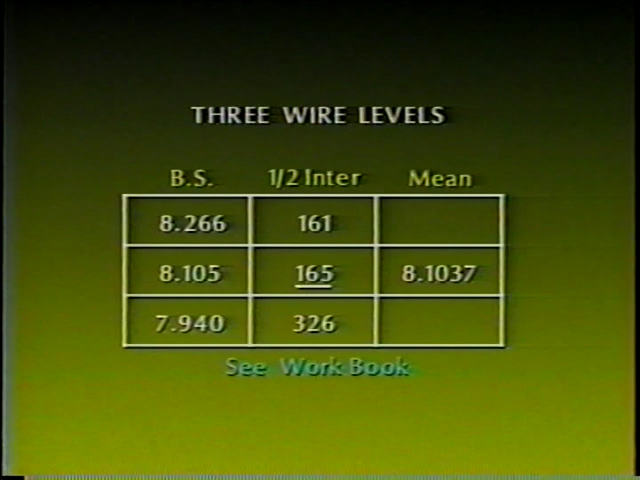 THREE WIRE LEVELS
B.S. 1/2 Inter Mean
8.266 161
8.105 165 8.1037
7.940 326
See Work Book